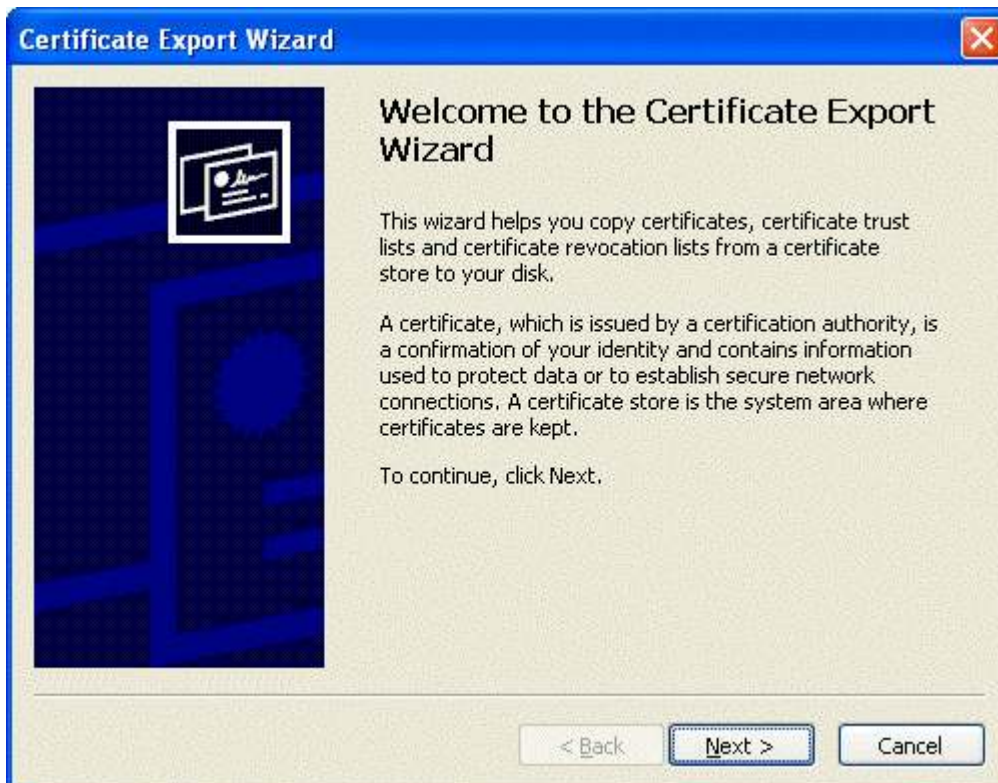 Certificate Export Wizard
Welcome to the Certificate Export
Wizard
This wizard helps you copy certificates, certificate trust
lists and certificate revocation lists from a certificate
store to your disk.
A certificate, which is issued by a certification authority, is
a confirmation of your identity and contains information
used to protect data or to establish secure network
connections. A certificate store is the system area where
certificates are kept.
To continue, click Next.
< Back Next > Cancel